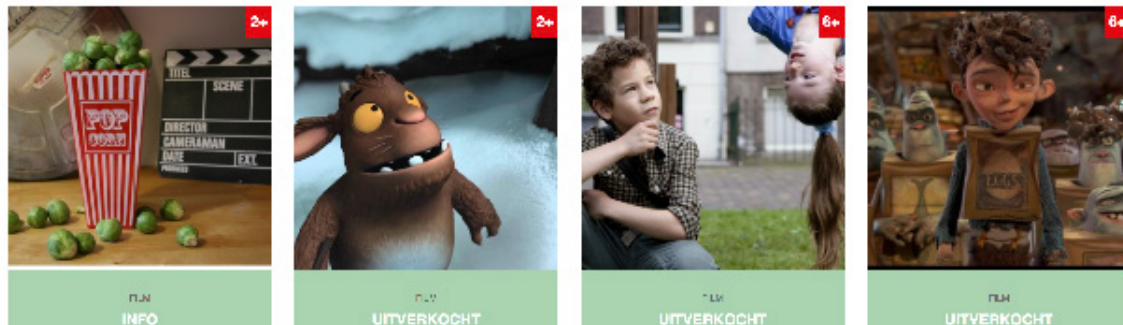 2+
2+
6+
6+
POP
CORN
TITEL
SCENE
DIRECTOR
CAMERAMAN
DATE
EXT.
EGGS
FILM
INFO
FILM
UITVERKOCHT
FILM
UITVERKOCHT
FILM
UITVERKOCHT